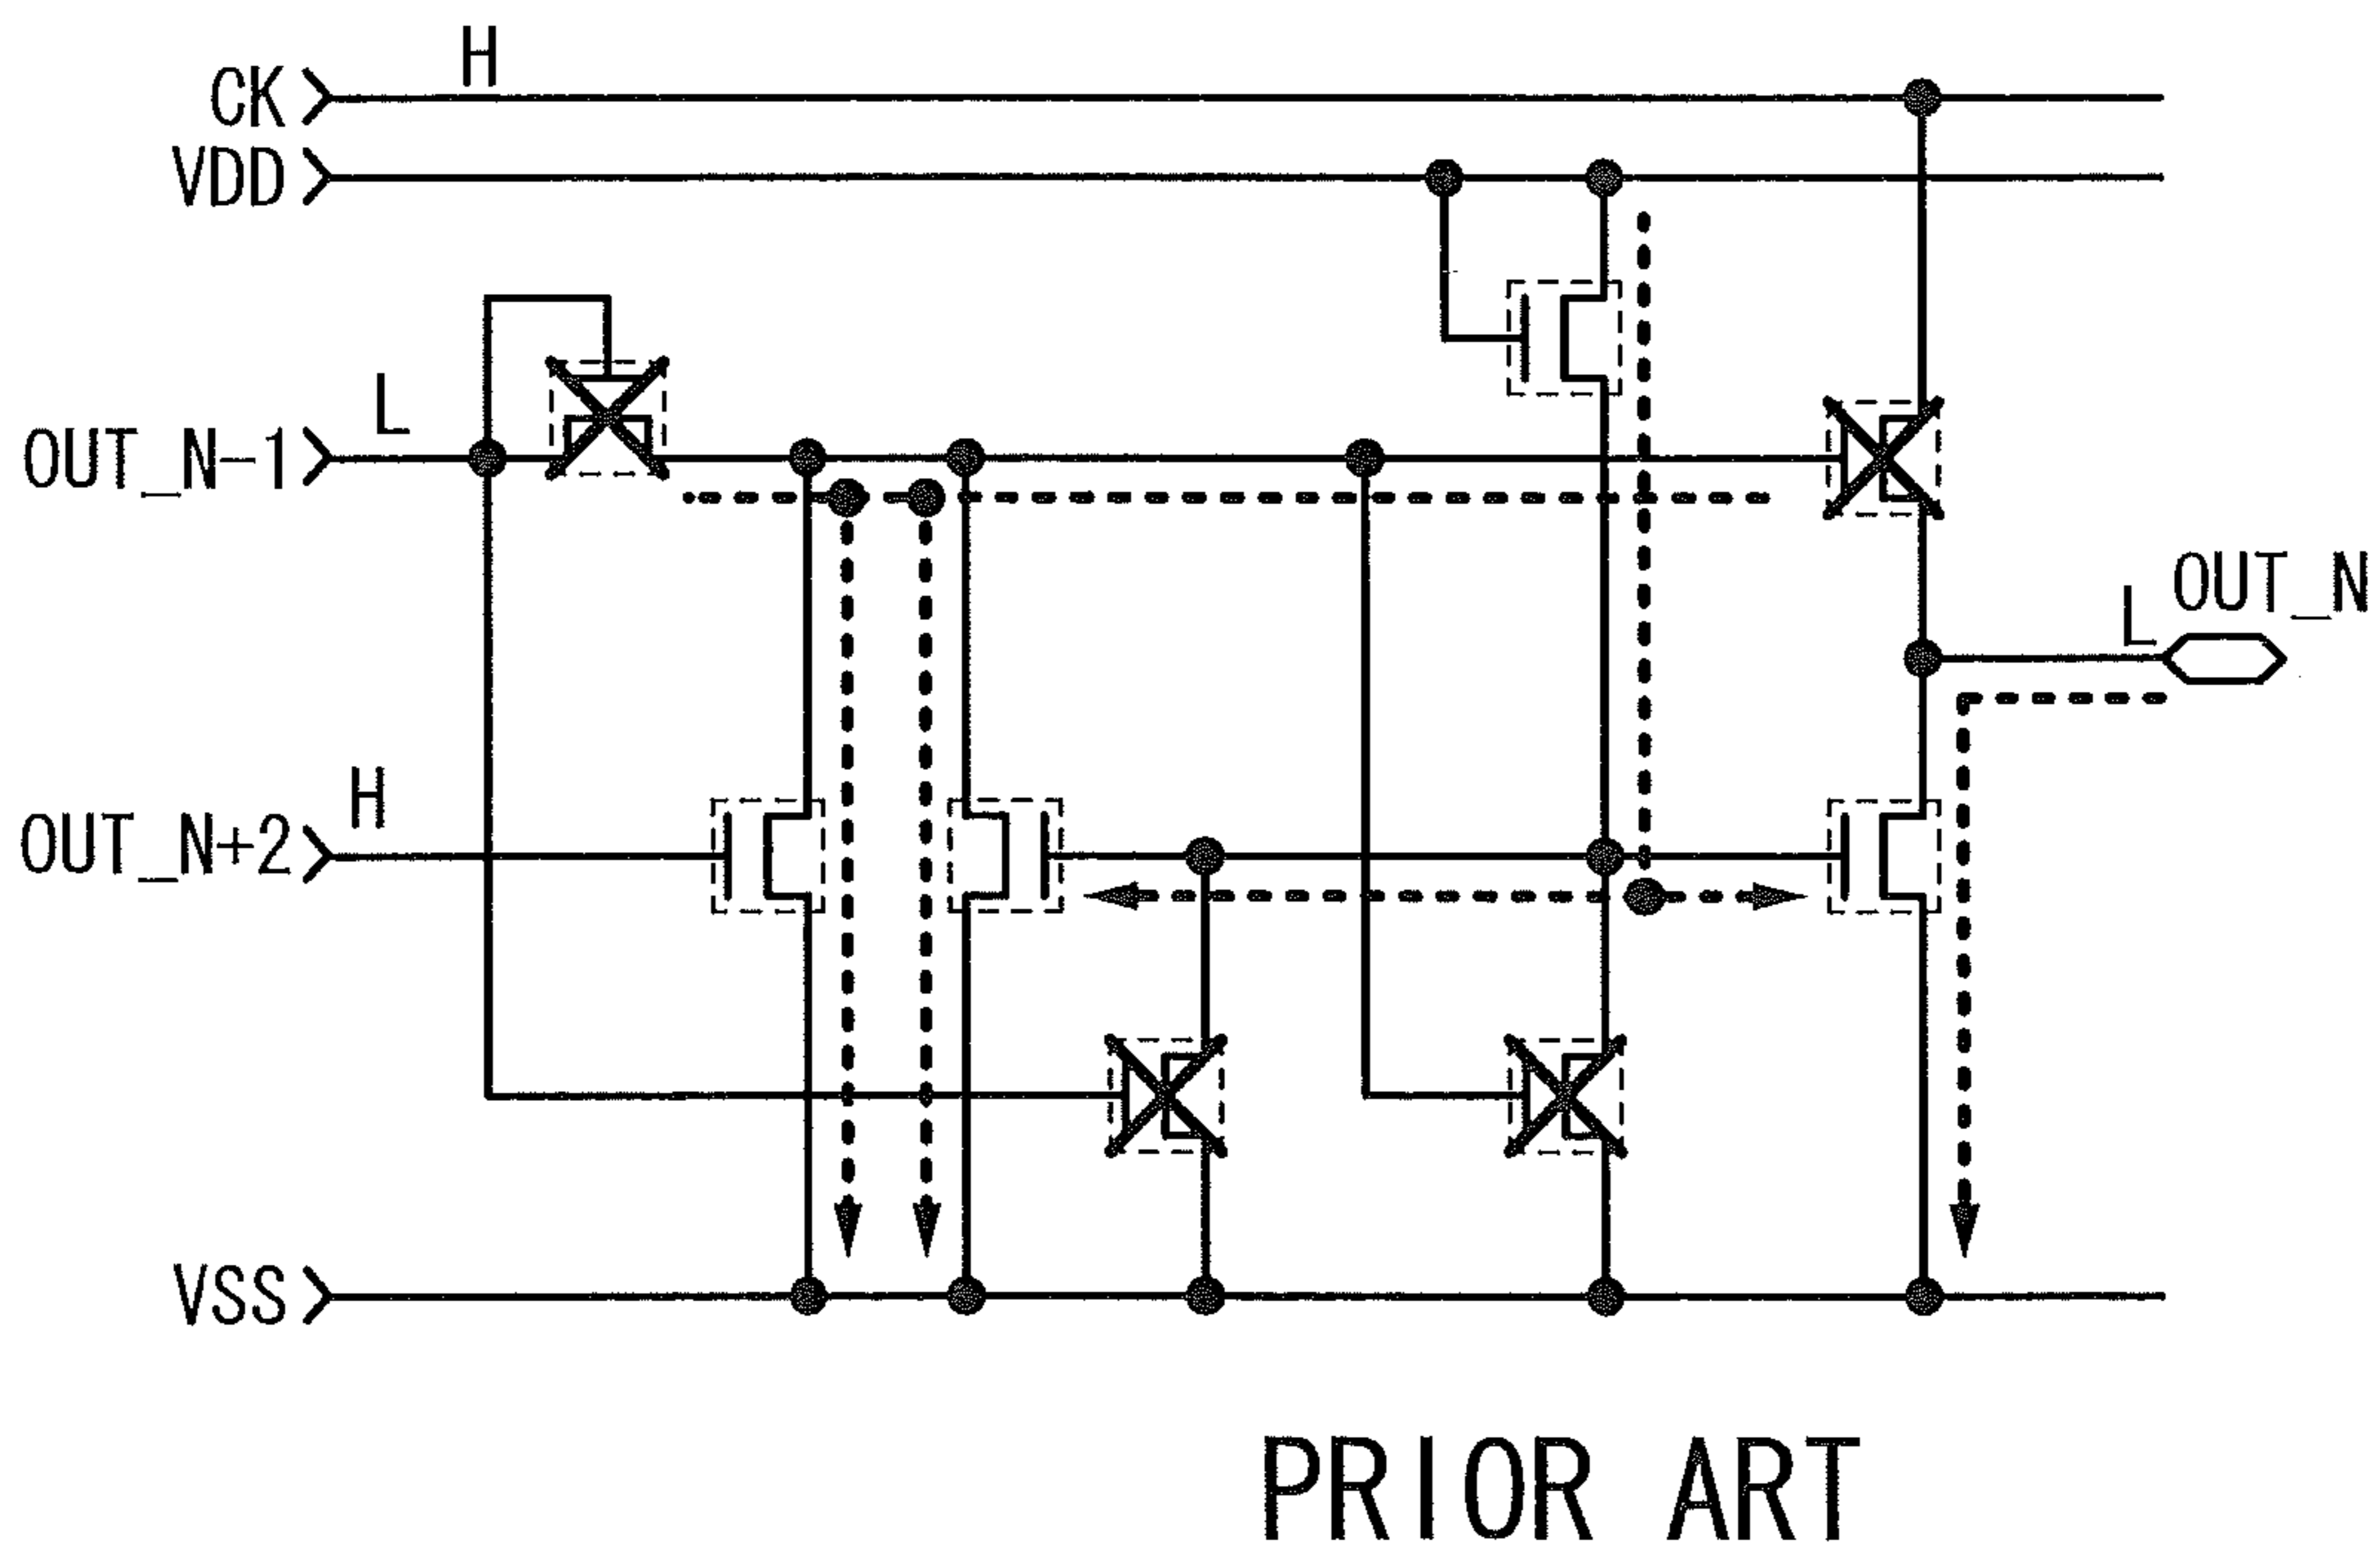 H
CK
VDD
L
OUT_N-1
OUT_N
L
H
OUT_N+2
VSS
PRIOR ART